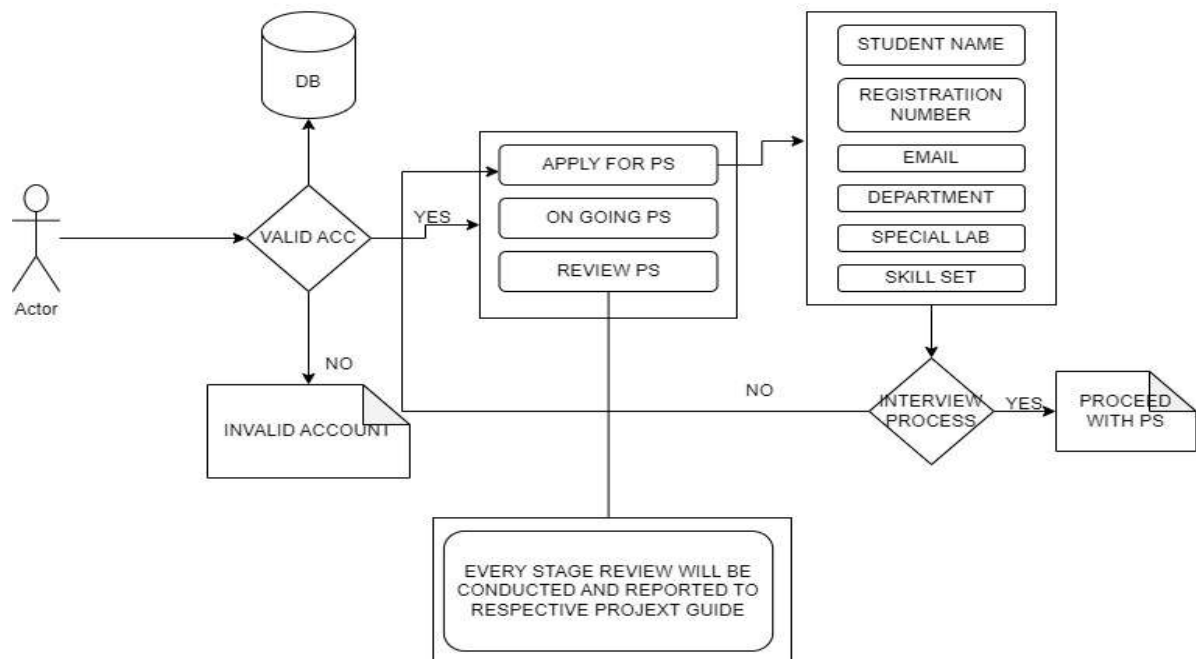 DB
Actor
VALID ACC
YES
NO
INVALID ACCOUNT
APPLY FOR PS
ON GOING PS
REVIEW PS
STUDENT NAME
REGISTRATIION
NUMBER
EMAIL
DEPARTMENT
SPECIAL LAB
SKILL SET
INTERVIEW
PROCESS
NO
YES
PROCEED
WITH PS
EVERY STAGE REVIEW WILL BE
CONDUCTED AND REPORTED TO
RESPECTIVE PROJEXT GUIDE